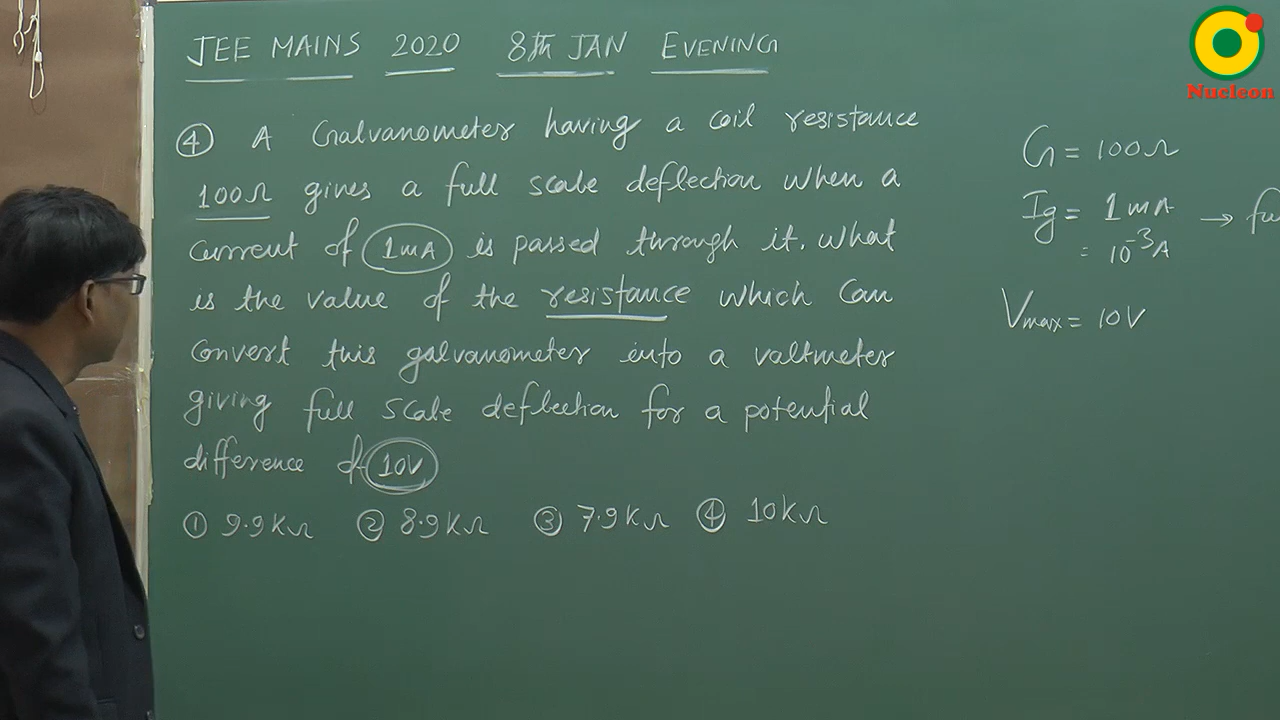 JEE MAINS 2020 8th JAN EVENING
Nucleon
④ A Galvanometer having a coil resistance
100Ω gives a full scale deflection when a
current of 1mA is passed through it. What
is the value of the resistance which can
convert this galvanometer into a valtmeter
giving full scale deflection for a potential
difference of 10V
① 9.9KΩ ② 8.9KΩ ③ 7.9KΩ ④ 10KΩ
G = 100Ω
Ig = 1mA → fu
= 10⁻³A
Vmax = 10V